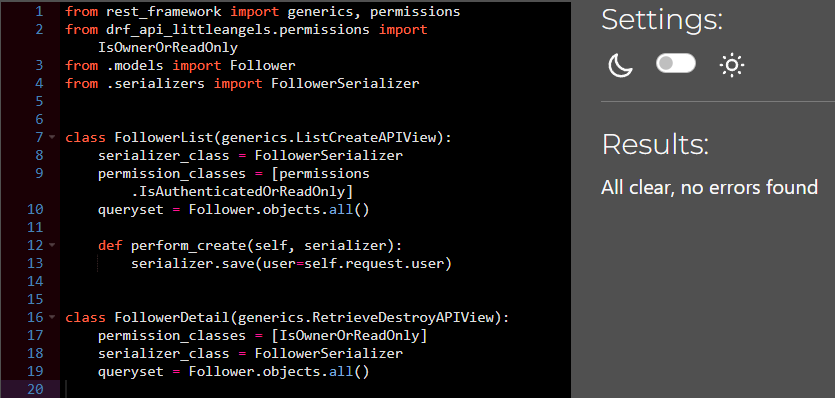 1 from rest_framework import generics, permissions
2 from drf_api_littleangels.permissions import
IsOwnerOrReadOnly
3 from .models import Follower
4 from .serializers import FollowerSerializer
5
6
7 class FollowerList(generics.ListCreateAPIView):
8     serializer_class = FollowerSerializer
9     permission_classes = [permissions
.IsAuthenticatedOrReadOnly]
10     queryset = Follower.objects.all()
11
12     def perform_create(self, serializer):
13         serializer.save(user=self.request.user)
14
15
16 class FollowerDetail(generics.RetrieveDestroyAPIView):
17     permission_classes = [IsOwnerOrReadOnly]
18     serializer_class = FollowerSerializer
19     queryset = Follower.objects.all()
20
Settings:
Results:
All clear, no errors found